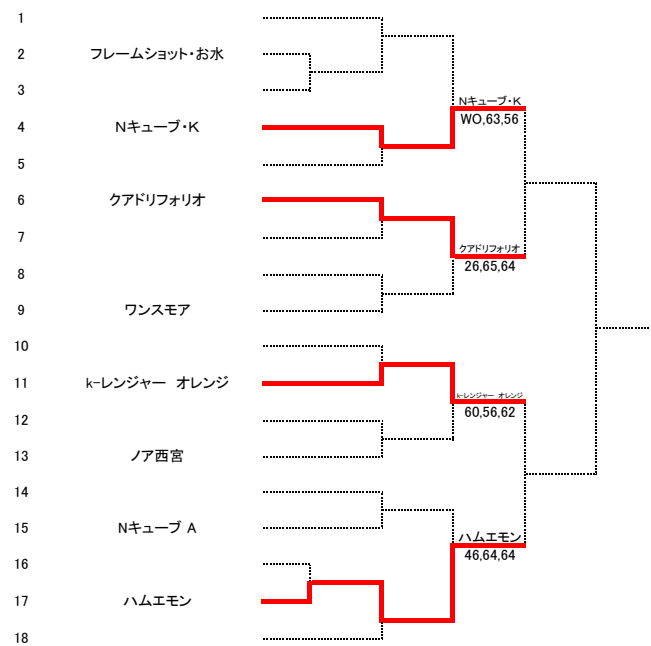 1
2 フレームショット・お水
3
Nキューブ・K
4 Nキューブ・K
WO,63,56
5
6 クアドリフォリオ
7
クアドリフォリオ
26,65,64
8
9 ワンスモア
10
11 k-レンジャー オレンジ
k-レンジャー オレンジ
60,56,62
12
13 ノア西宮
14
15 Nキューブ A
ハムエモン
46,64,64
16
17 ハムエモン
18